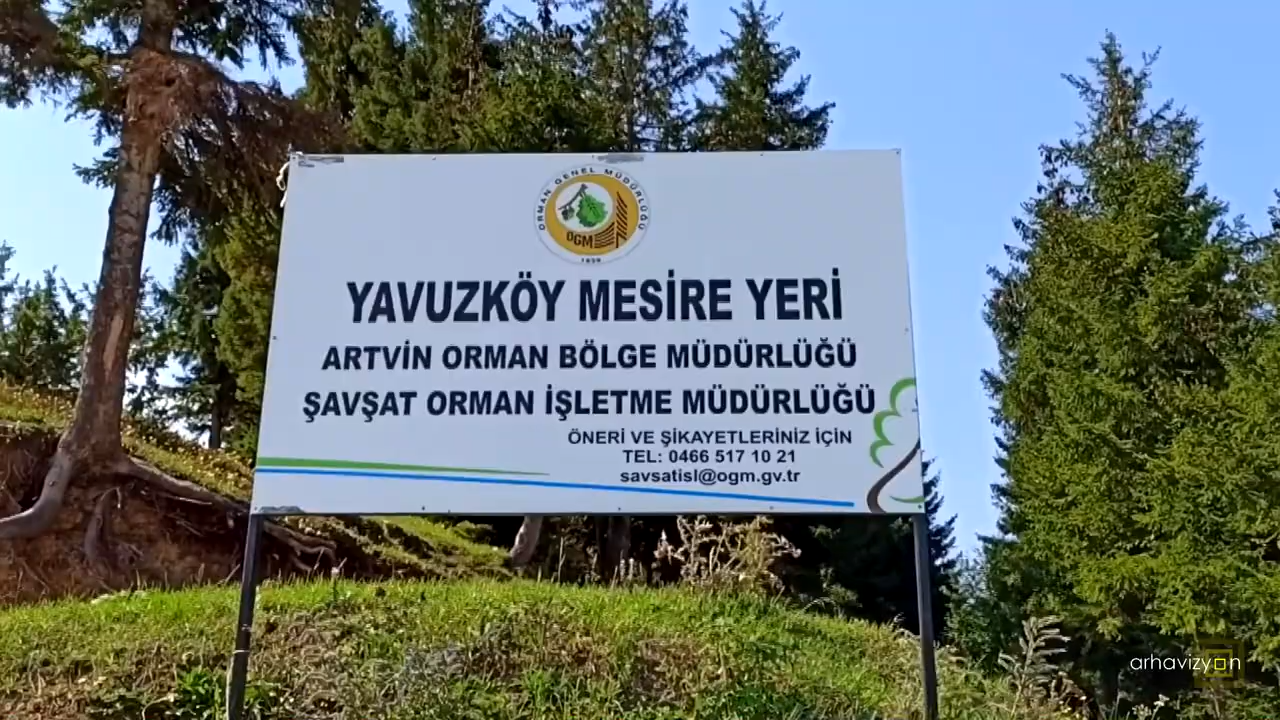 ORMAN GENEL MÜDÜRLÜĞÜ
OGM
1839
YAVUZKÖY MESİRE YERİ
ARTVİN ORMAN BÖLGE MÜDÜRLÜĞÜ
ŞAVŞAT ORMAN İŞLETME MÜDÜRLÜĞÜ
ÖNERİ VE ŞİKAYETLERİNİZ İÇİN
TEL: 0466 517 10 21
savsatisl@ogm.gv.tr
arhavizyon